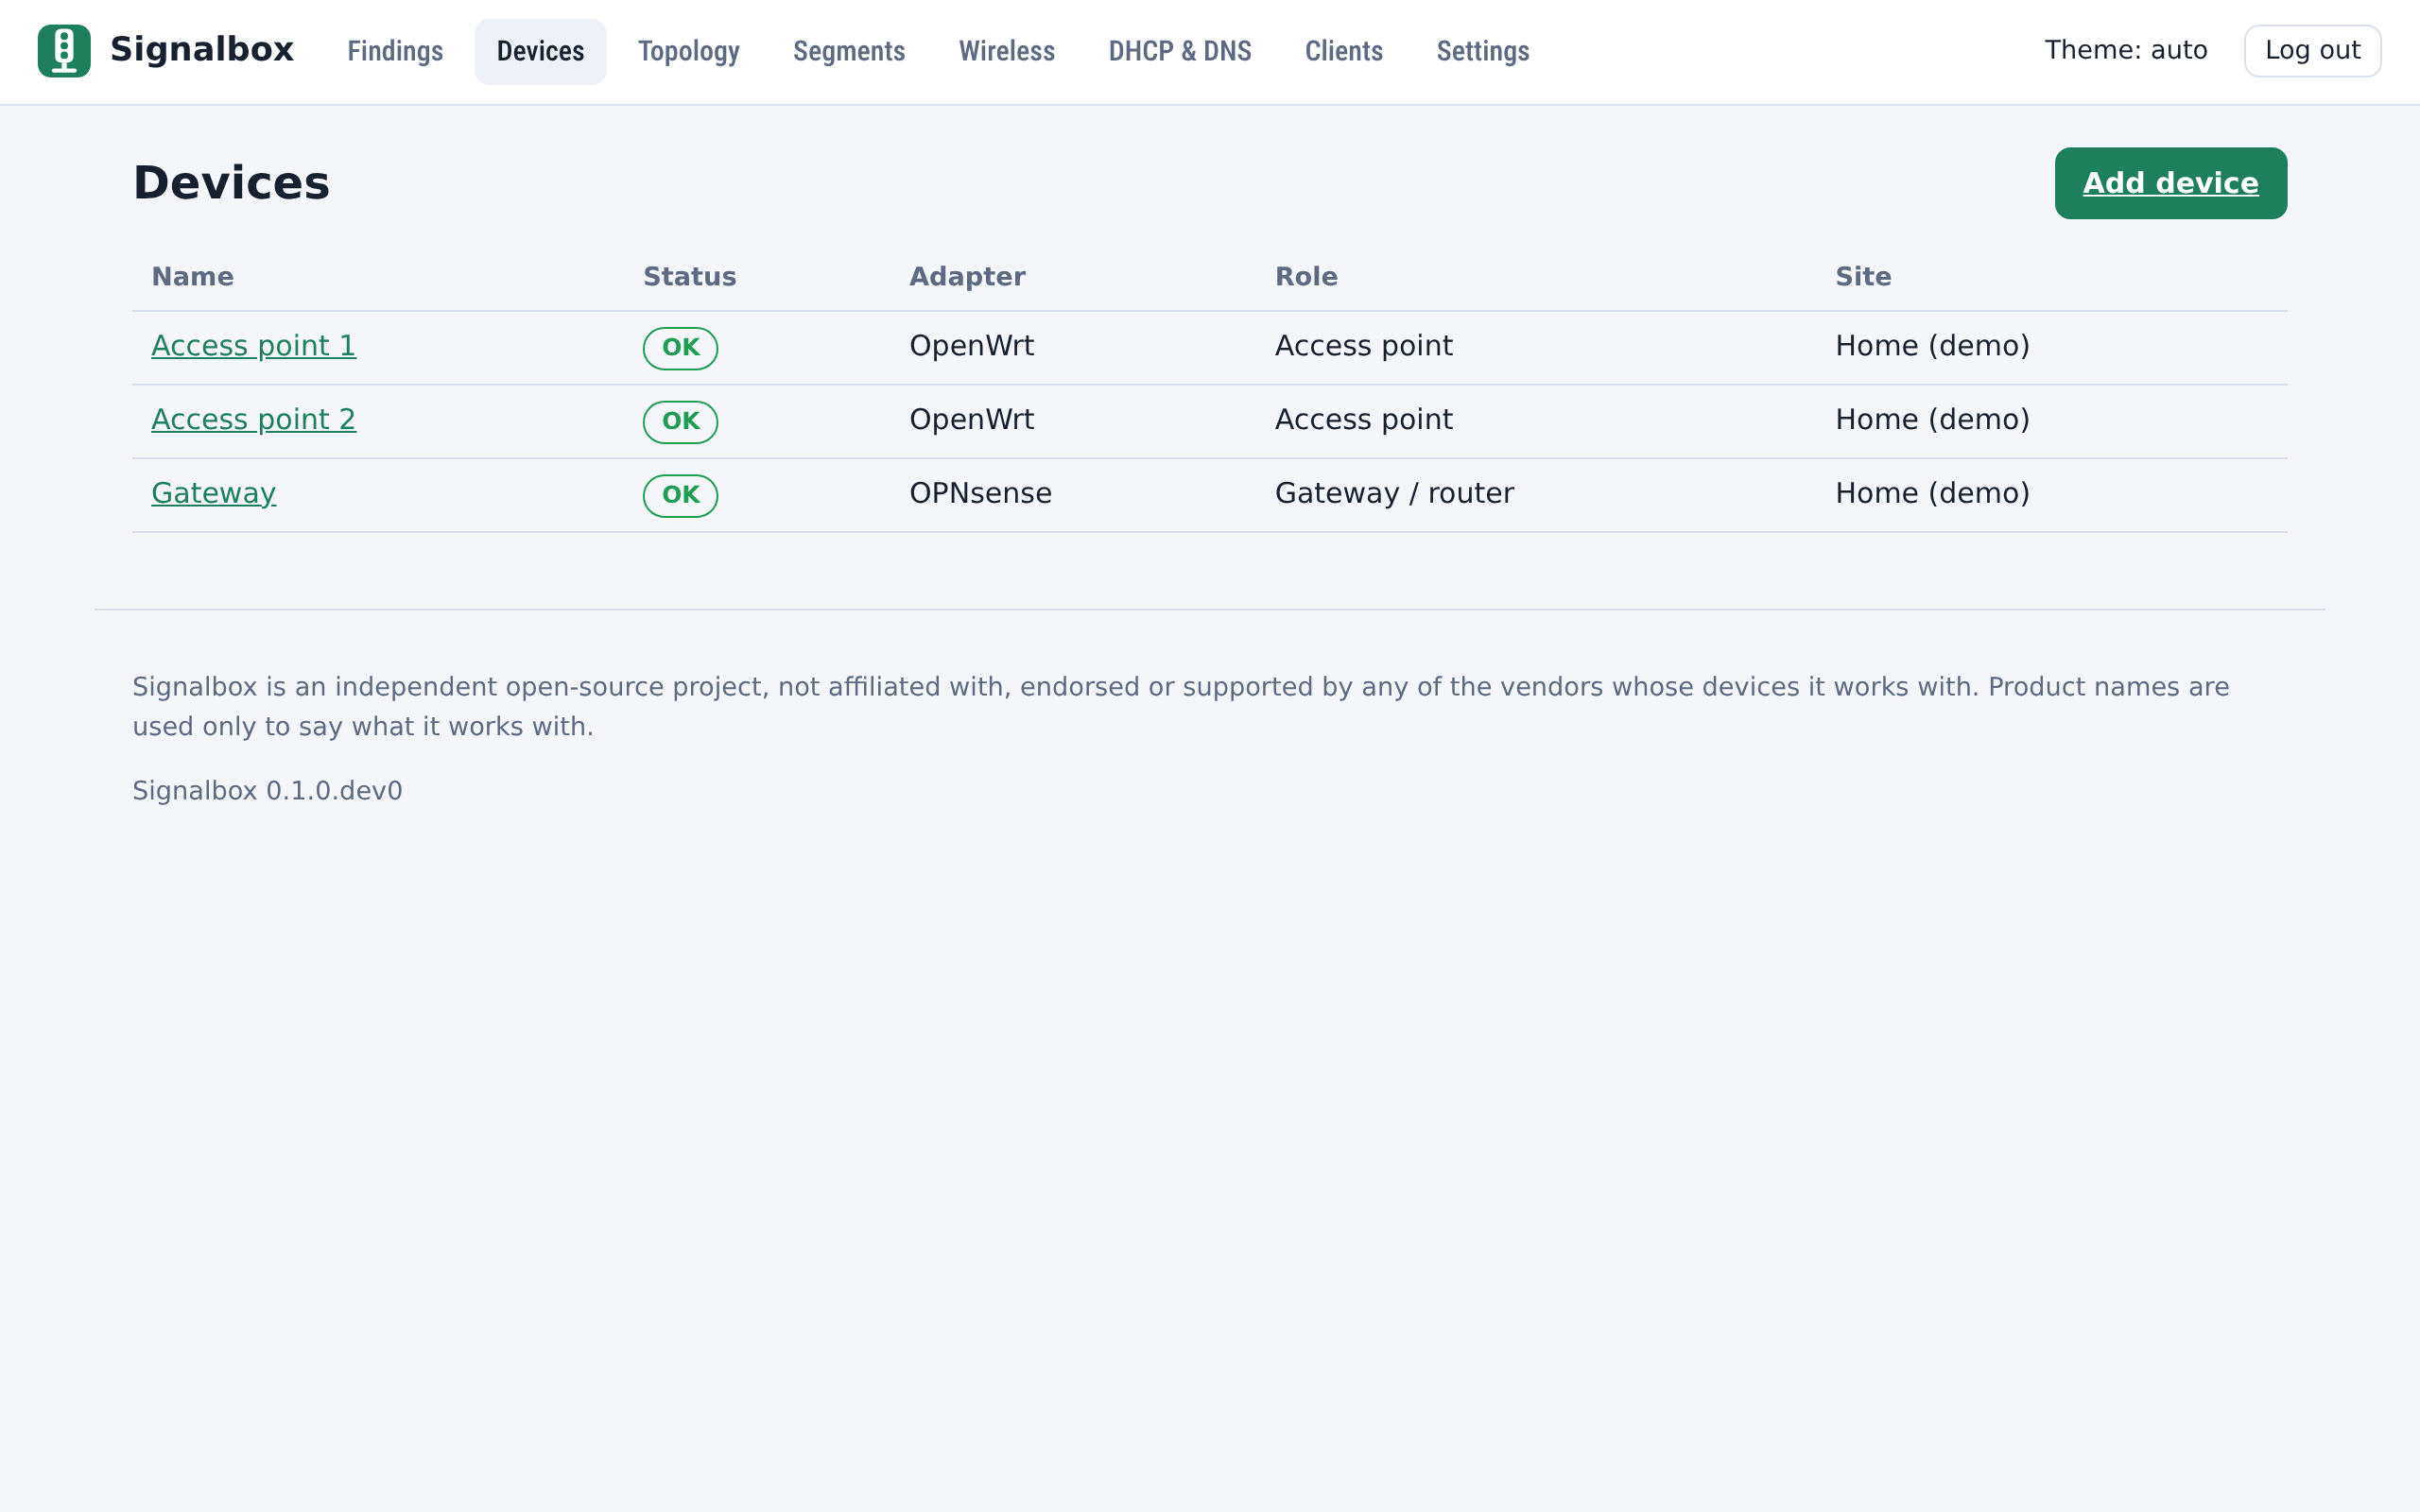 Signalbox Findings Devices Topology Segments Wireless DHCP & DNS Clients Settings Theme: auto Log out
Devices Add device
Name Status Adapter Role Site
Access point 1 OK OpenWrt Access point Home (demo)
Access point 2 OK OpenWrt Access point Home (demo)
Gateway OK OPNsense Gateway / router Home (demo)
Signalbox is an independent open-source project, not affiliated with, endorsed or supported by any of the vendors whose devices it works with. Product names are
used only to say what it works with.
Signalbox 0.1.0.dev0